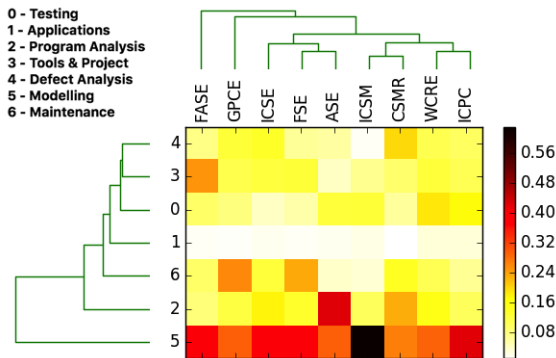 0 - Testing
1 - Applications
2 - Program Analysis
3 - Tools & Project
4 - Defect Analysis
5 - Modelling
6 - Maintenance
FASE GPCE ICSE FSE ASE ICSM CSMR WCRE ICPC
4
3
0
1
6
2
5
0.56
0.48
0.40
0.32
0.24
0.16
0.08